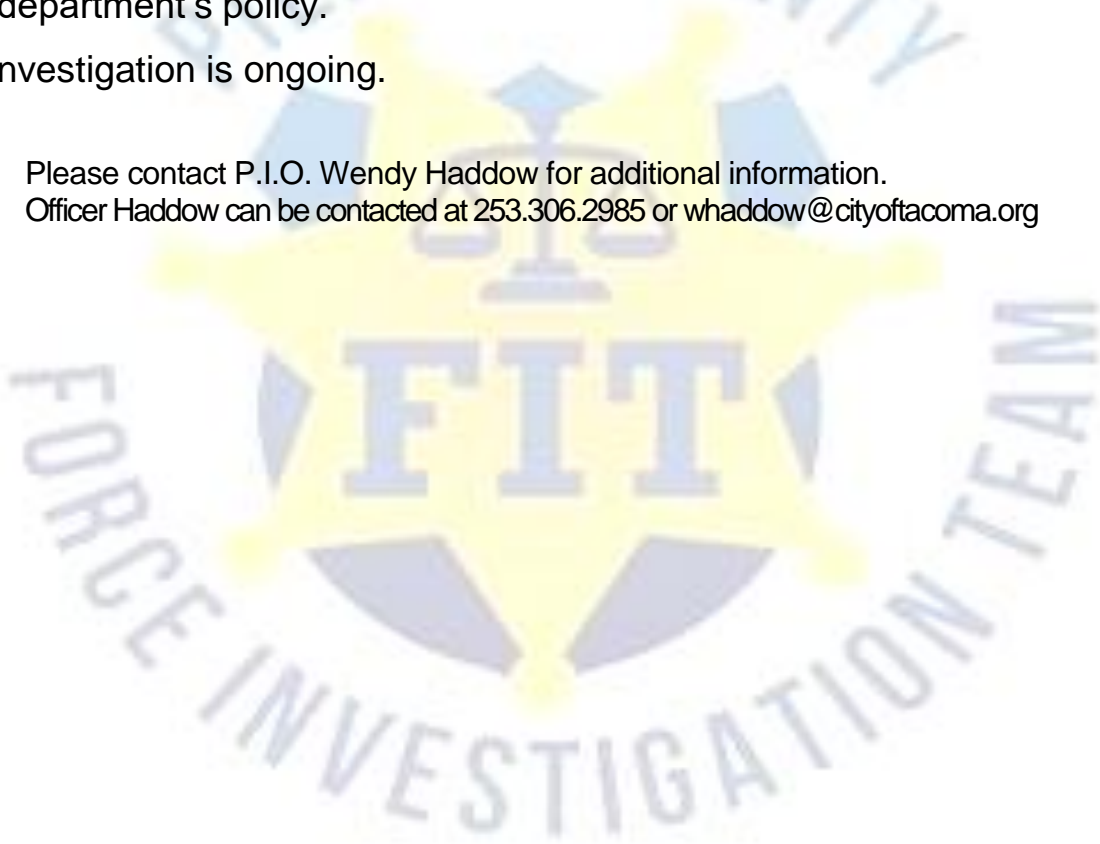 department's policy.
nvestigation is ongoing.
Please contact P.I.O. Wendy Haddow for additional information.
Officer Haddow can be contacted at 253.306.2985 or whaddow@cityoftacoma.org
FIT
FORCE INVESTIGATION TEAM